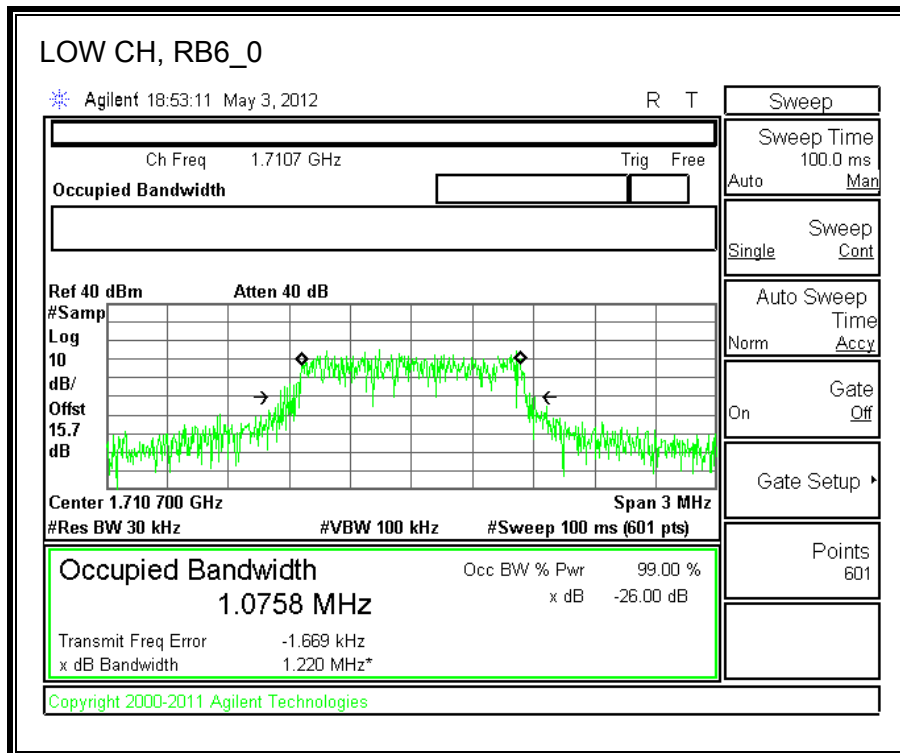 LOW CH, RB6_0
Agilent 18:53:11 May 3, 2012 R T
Ch Freq 1.7107 GHz Trig Free
Occupied Bandwidth
Ref 40 dBm Atten 40 dB
#Samp
Log
10
dB/
Offst
15.7
dB
Center 1.710 700 GHz Span 3 MHz
#Res BW 30 kHz #VBW 100 kHz #Sweep 100 ms (601 pts)
Occupied Bandwidth Occ BW % Pwr 99.00 %
1.0758 MHz x dB -26.00 dB
Transmit Freq Error -1.669 kHz
x dB Bandwidth 1.220 MHz*
Copyright 2000-2011 Agilent Technologies
Sweep
Sweep Time
100.0 ms
Auto Man
Sweep
Single Cont
Auto Sweep
Time
Norm Accy
Gate
On Off
Gate Setup
Points
601